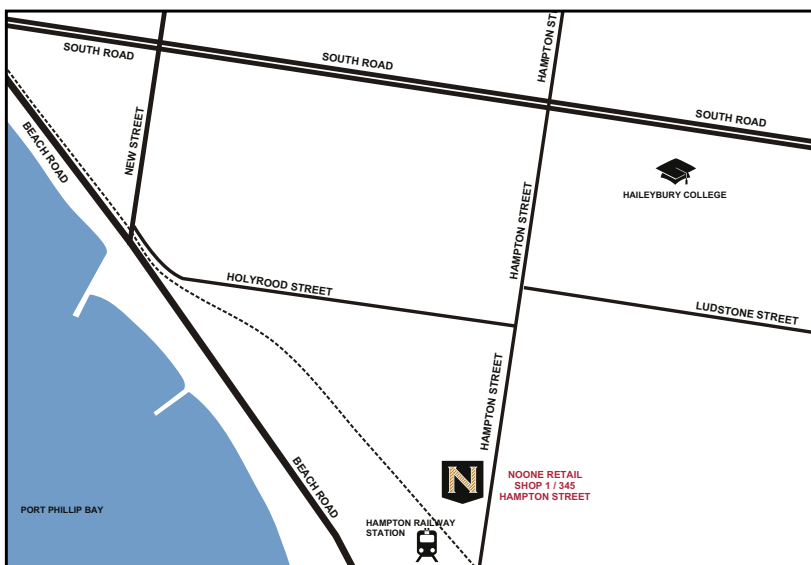 HAMPTON ST
SOUTH ROAD
SOUTH ROAD
SOUTH ROAD
BEACH ROAD
NEW STREET
HAILEYBURY COLLEGE
HAMPTON STREET
HOLYROOD STREET
LUDSTONE STREET
HAMPTON STREET
N
NOONE RETAIL
SHOP 1 / 345
HAMPTON STREET
BEACH ROAD
PORT PHILLIP BAY
HAMPTON RAILWAY
STATION